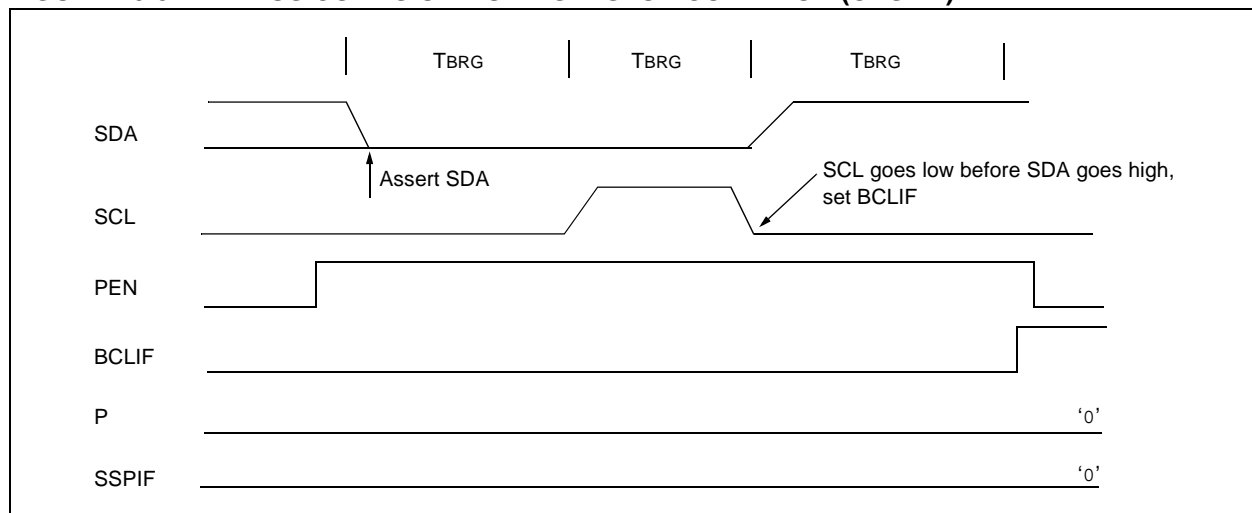 TBRG TBRG TBRG
SDA
Assert SDA
SCL goes low before SDA goes high,
set BCLIF
SCL
PEN
BCLIF
P
‘0’
SSPIF
‘0’